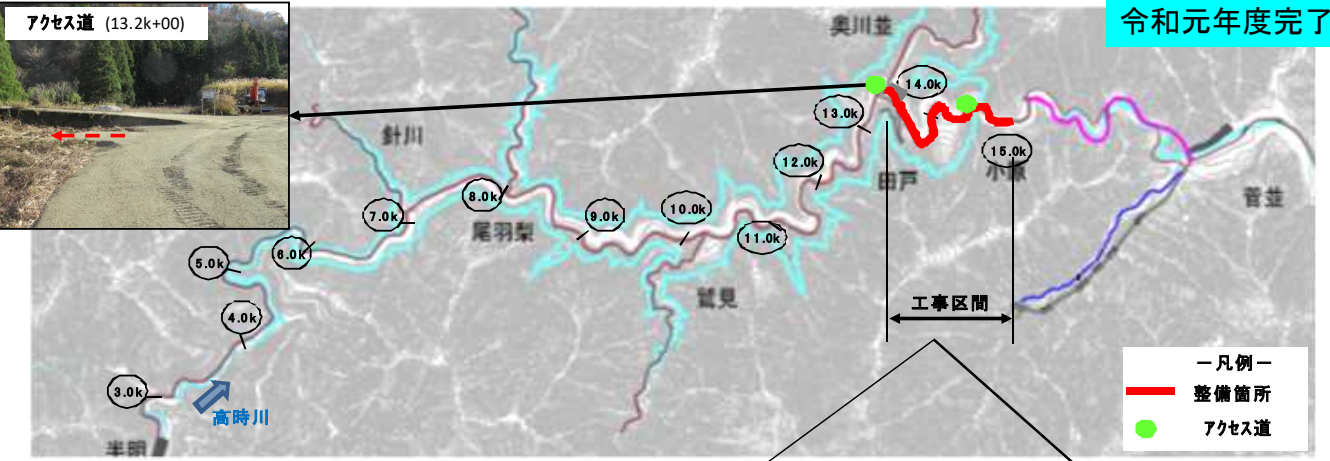 アクセス道 (13.2k+00)
令和元年度完了
奥川並
14.0k
13.0k
針川
12.0k
15.0k
田戸
小原
菅並
8.0k
7.0k
9.0k
10.0k
尾羽梨
11.0k
6.0k
5.0k
鷲見
工事区間
4.0k
－凡例－
整備箇所
アクセス道
3.0k
高時川
半明